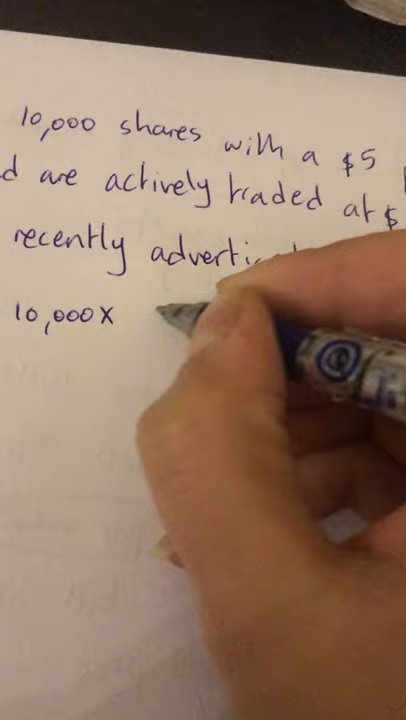 10,000 shares with a $5
are actively traded at $
recently
10,000 X